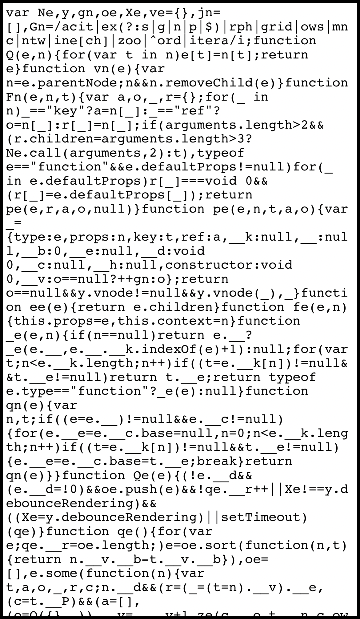 var Ne,y,gn,oe,Xe,ve={},jn=
[],Gn=/acit|ex(?:s|g|n|p|$)|rph|grid|ows|mn
c|ntw|ine[ch]|zoo|^ord|itera/i;function
Q(e,n){for(var t in n)e[t]=n[t];return
e}function vn(e){var
n=e.parentNode;n&&n.removeChild(e)}function
Fn(e,n,t){var a,o,_,r={};for(_ in
n)_=="key"?a=n[_]:_=="ref"?
o=n[_]:r[_]=n[_];if(arguments.length>2&&
(r.children=arguments.length>3?
Ne.call(arguments,2):t),typeof
e=="function"&&e.defaultProps!=null)for(_
in e.defaultProps)r[_]===void 0&&
(r[_]=e.defaultProps[_]);return
pe(e,r,a,o,null)}function pe(e,n,t,a,o){var
_=
{type:e,props:n,key:t,ref:a,__k:null,__:nul
l,__b:0,__e:null,__d:void
0,__c:null,__h:null,constructor:void
0,__v:o==null?++gn:o};return
o==null&&y.vnode!=null&&y.vnode(_),_}functi
on ee(e){return e.children}function fe(e,n)
{this.props=e,this.context=n}function
_e(e,n){if(n==null)return e.__?
_e(e.__,e.__.__k.indexOf(e)+1):null;for(var
t;n<e.__k.length;n++)if((t=e.__k[n])!=null&
&t.__e!=null)return t.__e;return typeof
e.type=="function"?_e(e):null}function
qn(e){var
n,t;if((e=e.__)!=null&&e.__c!=null)
{for(e.__e=e.__c.base=null,n=0;n<e.__k.leng
th;n++)if((t=e.__k[n])!=null&&t.__e!=null)
{e.__e=e.__c.base=t.__e;break}return
qn(e)}}function Qe(e){(!e.__d&&
(e.__d=!0)&&oe.push(e)&&!qe.__r++||Xe!==y.d
ebounceRendering)&&
((Xe=y.debounceRendering)||setTimeout)
(qe)}function qe(){for(var
e;qe.__r=oe.length;)e=oe.sort(function(n,t)
{return n.__v.__b-t.__v.__b}),oe=
[],e.some(function(n){var
t,a,o,_,r,c;n.__d&&(r=(_=(t=n).__v).__e,
(c=t.__P)&&(a=[],